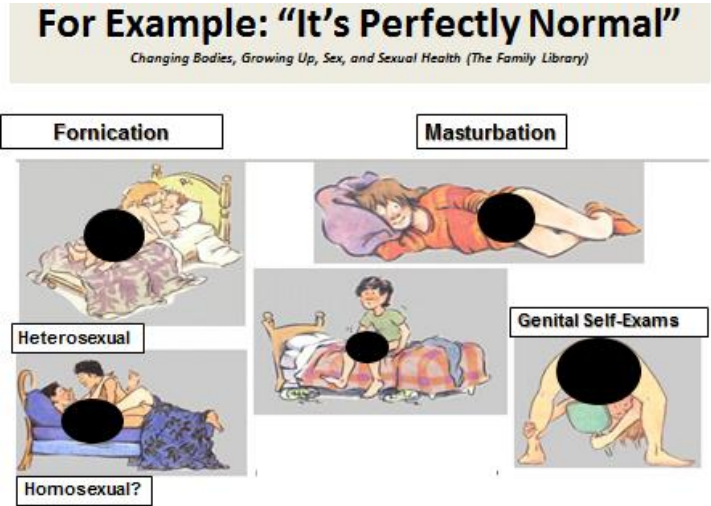 For Example: “It’s Perfectly Normal”
Changing Bodies, Growing Up, Sex, and Sexual Health (The Family Library)
Fornication
Masturbation
Heterosexual
Genital Self-Exams
Homosexual?